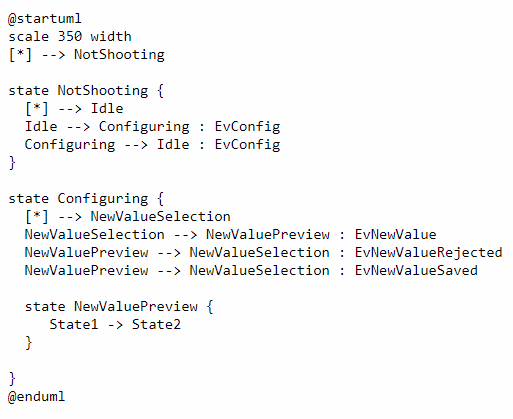 @startuml
scale 350 width
[*] --> NotShooting

state NotShooting {
  [*] --> Idle
  Idle --> Configuring : EvConfig
  Configuring --> Idle : EvConfig
}

state Configuring {
  [*] --> NewValueSelection
  NewValueSelection --> NewValuePreview : EvNewValue
  NewValuePreview --> NewValueSelection : EvNewValueRejected
  NewValuePreview --> NewValueSelection : EvNewValueSaved

  state NewValuePreview {
     State1 -> State2
  }

}
@enduml